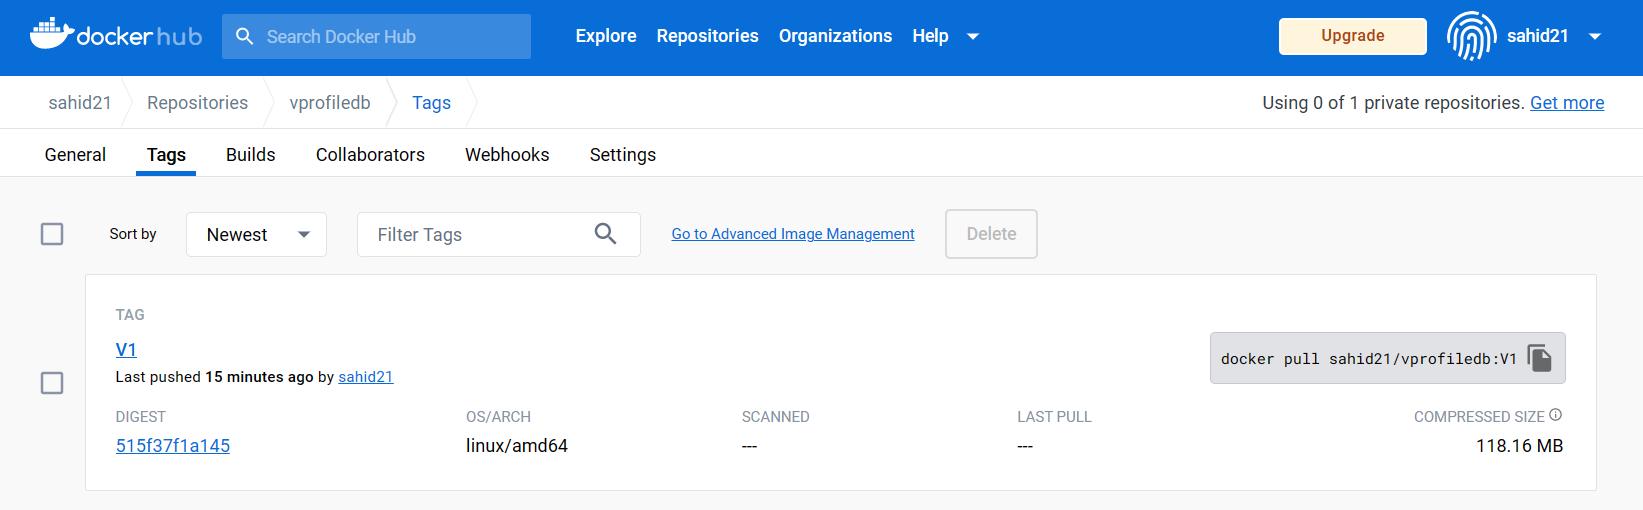 dockerhub Search Docker Hub Explore Repositories Organizations Help Upgrade sahid21
sahid21 Repositories vprofiledb Tags Using 0 of 1 private repositories. Get more
General Tags Builds Collaborators Webhooks Settings
Sort by Newest Filter Tags Go to Advanced Image Management Delete
TAG
V1
docker pull sahid21/vprofiledb:V1
Last pushed 15 minutes ago by sahid21
DIGEST OS/ARCH SCANNED LAST PULL COMPRESSED SIZE
515f37f1a145 linux/amd64 --- --- 118.16 MB